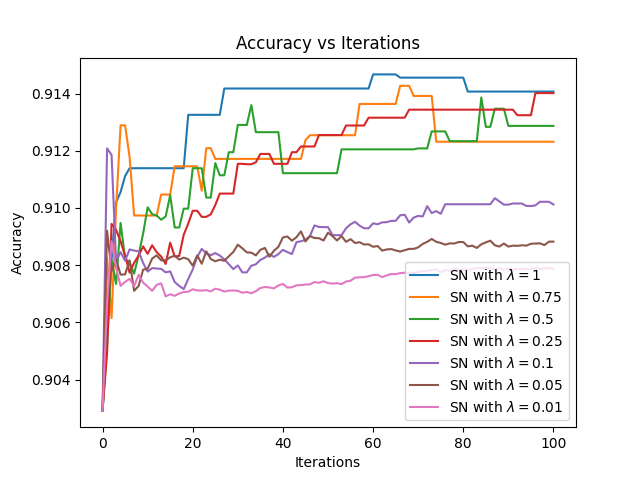 Accuracy vs Iterations
0.914
0.912
0.910
0.908
0.906
0.904
Accuracy
SN with λ = 1
SN with λ = 0.75
SN with λ = 0.5
SN with λ = 0.25
SN with λ = 0.1
SN with λ = 0.05
SN with λ = 0.01
0 20 40 60 80 100
Iterations